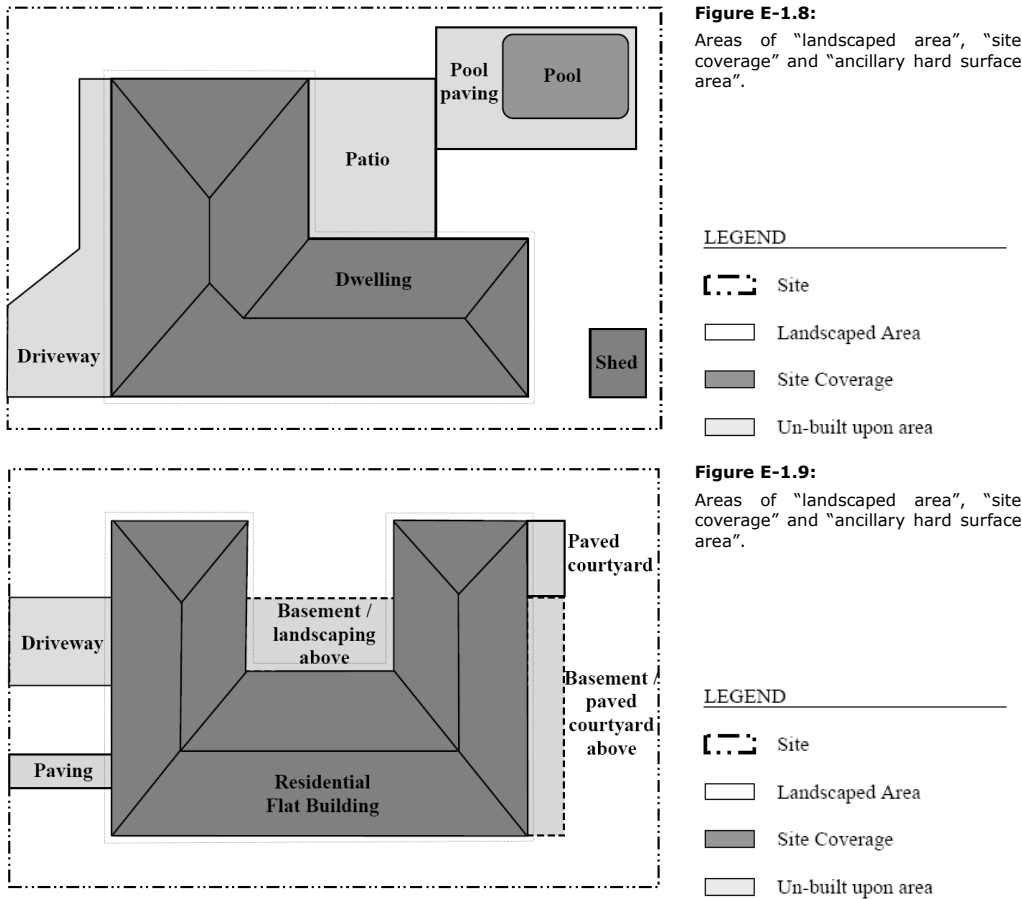 Figure E-1.8:
Areas of “landscaped area”, “site
coverage” and “ancillary hard surface
area”.
Pool
paving
Pool
Patio
Dwelling
Driveway
Shed
LEGEND
Site
Landscaped Area
Site Coverage
Un-built upon area
Figure E-1.9:
Areas of “landscaped area”, “site
coverage” and “ancillary hard surface
area”.
Paved
courtyard
Basement /
landscaping
above
Driveway
Basement /
paved
courtyard
above
Paving
Residential
Flat Building
LEGEND
Site
Landscaped Area
Site Coverage
Un-built upon area